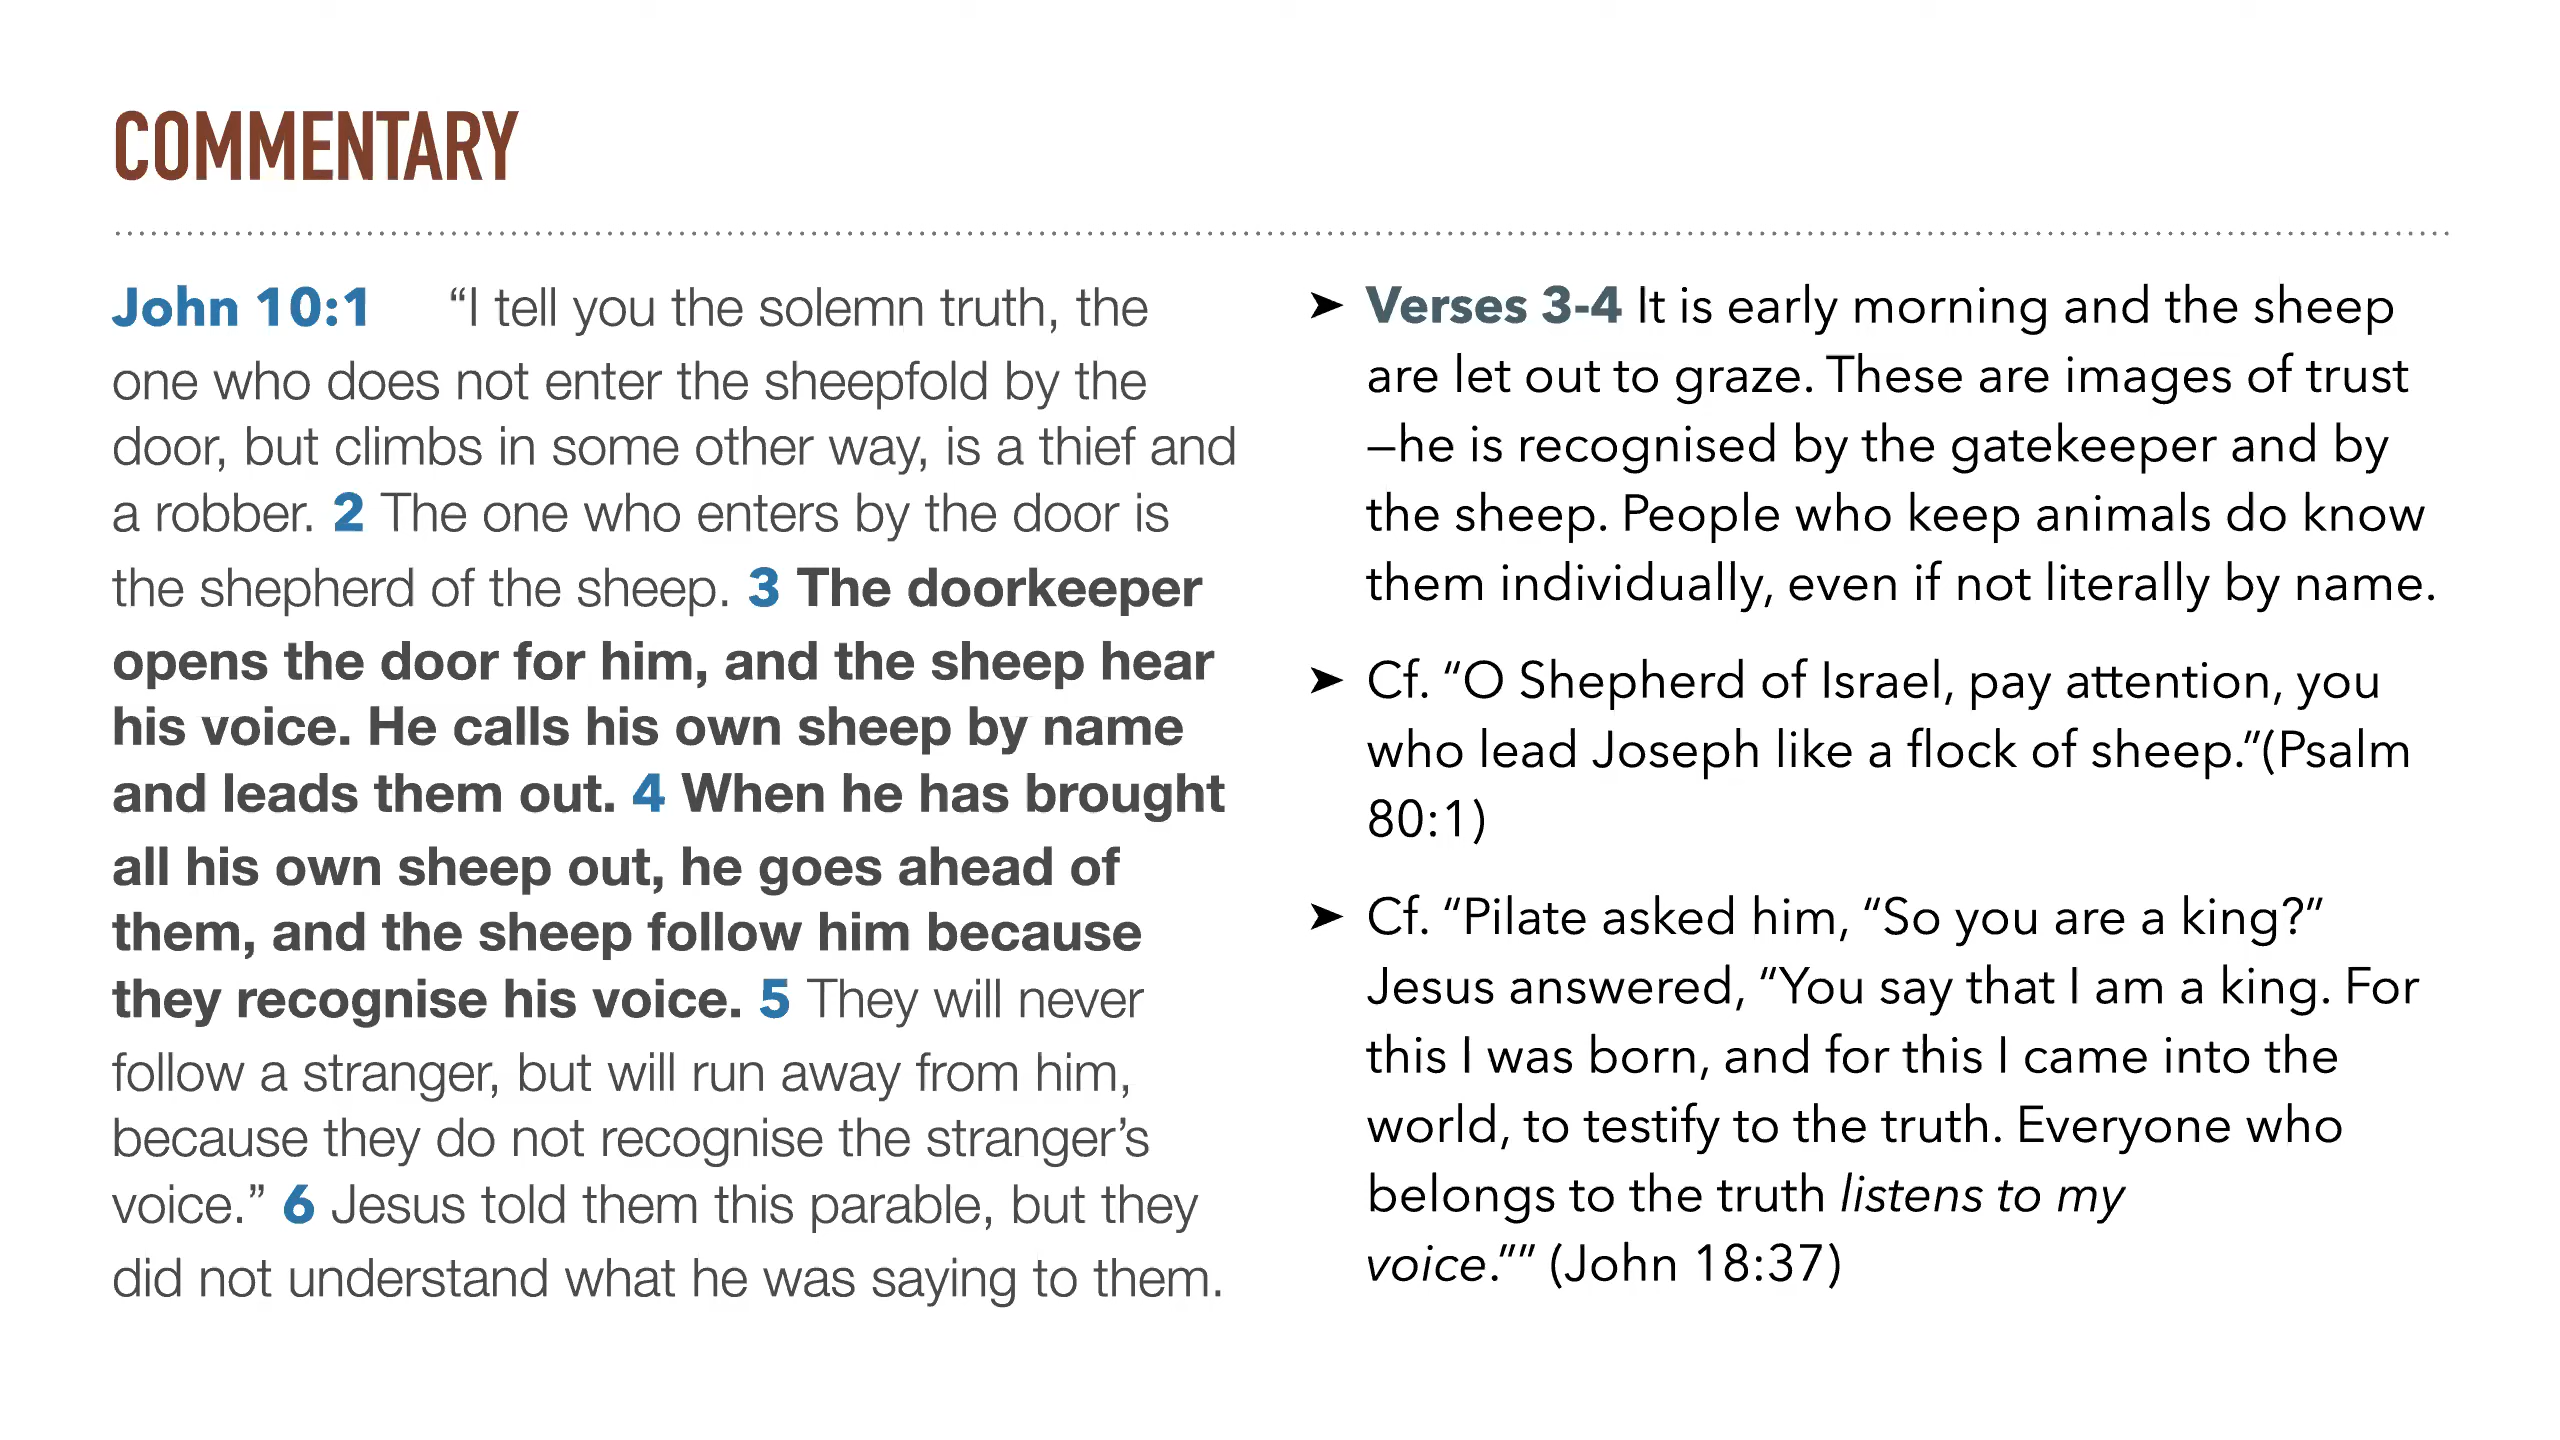 COMMENTARY
John 10:1 “I tell you the solemn truth, the
one who does not enter the sheepfold by the
door, but climbs in some other way, is a thief and
a robber. 2 The one who enters by the door is
the shepherd of the sheep. 3 The doorkeeper
opens the door for him, and the sheep hear
his voice. He calls his own sheep by name
and leads them out. 4 When he has brought
all his own sheep out, he goes ahead of
them, and the sheep follow him because
they recognise his voice. 5 They will never
follow a stranger, but will run away from him,
because they do not recognise the stranger’s
voice.” 6 Jesus told them this parable, but they
did not understand what he was saying to them.
➤ Verses 3-4 It is early morning and the sheep
are let out to graze. These are images of trust
—he is recognised by the gatekeeper and by
the sheep. People who keep animals do know
them individually, even if not literally by name.
➤ Cf. “O Shepherd of Israel, pay attention, you
who lead Joseph like a flock of sheep.”(Psalm
80:1)
➤ Cf. “Pilate asked him, “So you are a king?”
Jesus answered, “You say that I am a king. For
this I was born, and for this I came into the
world, to testify to the truth. Everyone who
belongs to the truth listens to my
voice.”” (John 18:37)